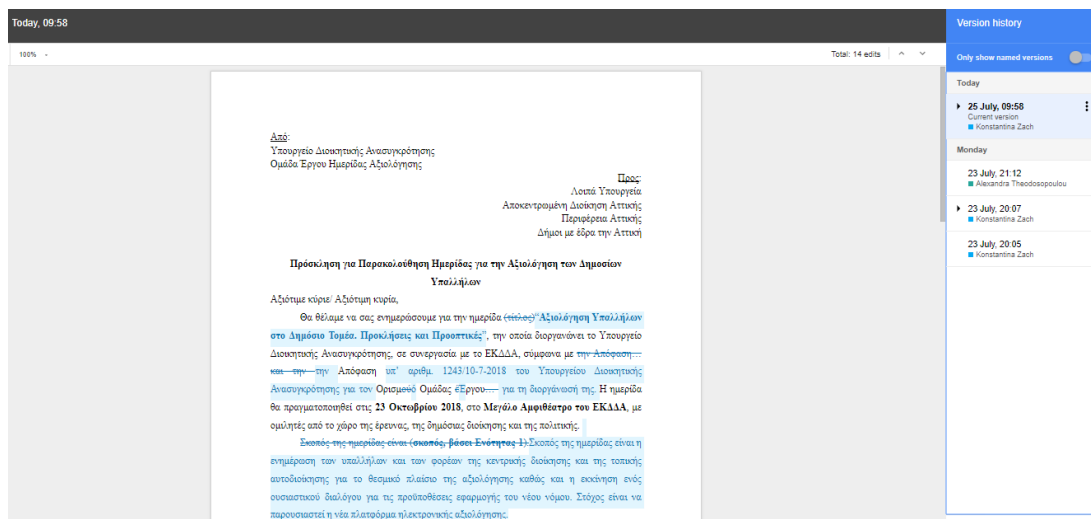 Today, 09:58
100%
Total: 14 edits
Από:
Υπουργείο Διοικητικής Ανασυγκρότησης
Ομάδα Έργου Ημερίδας Αξιολόγησης
Προς:
Λοιπά Υπουργεία
Αποκεντρωμένη Διοίκηση Αττικής
Περιφέρεια Αττικής
Δήμοι με έδρα την Αττική
Πρόσκληση για Παρακολούθηση Ημερίδας για την Αξιολόγηση των Δημοσίων
Υπαλλήλων
Αξιότιμε κύριε/ Αξιότιμη κυρία,
Θα θέλαμε να σας ενημερώσουμε για την ημερίδα (τίτλος)“Αξιολόγηση Υπαλλήλων
στο Δημόσιο Τομέα. Προκλήσεις και Προοπτικές”, την οποία διοργανώνει το Υπουργείο
Διοικητικής Ανασυγκρότησης, σε συνεργασία με το ΕΚΔΔΑ, σύμφωνα με την Απόφαση…
και την την Απόφαση υπ’ αριθμ. 1243/10-7-2018 του Υπουργείου Διοικητικής
Ανασυγκρότησης για τον Ορισμοιό Ομάδας εΈργου… για τη διοργάνωσή της. Η ημερίδα
θα πραγματοποιηθεί στις 23 Οκτωβρίου 2018, στο Μεγάλο Αμφιθέατρο του ΕΚΔΔΑ, με
ομιλητές από το χώρο της έρευνας, της δημόσιας διοίκησης και της πολιτικής.
Σκοπός της ημερίδας είναι (σκοπός, βάσει Ενότητας 1) Σκοπός της ημερίδας είναι η
ενημέρωση των υπαλλήλων και των φορέων της κεντρικής διοίκησης και της τοπικής
αυτοδιοίκησης για το θεσμικό πλαίσιο της αξιολόγησης καθώς και η εκκίνηση ενός
ουσιαστικού διαλόγου για τις προϋποθέσεις εφαρμογής του νέου νόμου. Στόχος είναι να
παρουσιαστεί η νέα πλατφόρμα ηλεκτρονικής αξιολόγησης.
Version history
Only show named versions
Today
25 July, 09:58
Current version
Konstantina Zach
Monday
23 July, 21:12
Alexandra Theodosopoulou
23 July, 20:07
Konstantina Zach
23 July, 20:05
Konstantina Zach